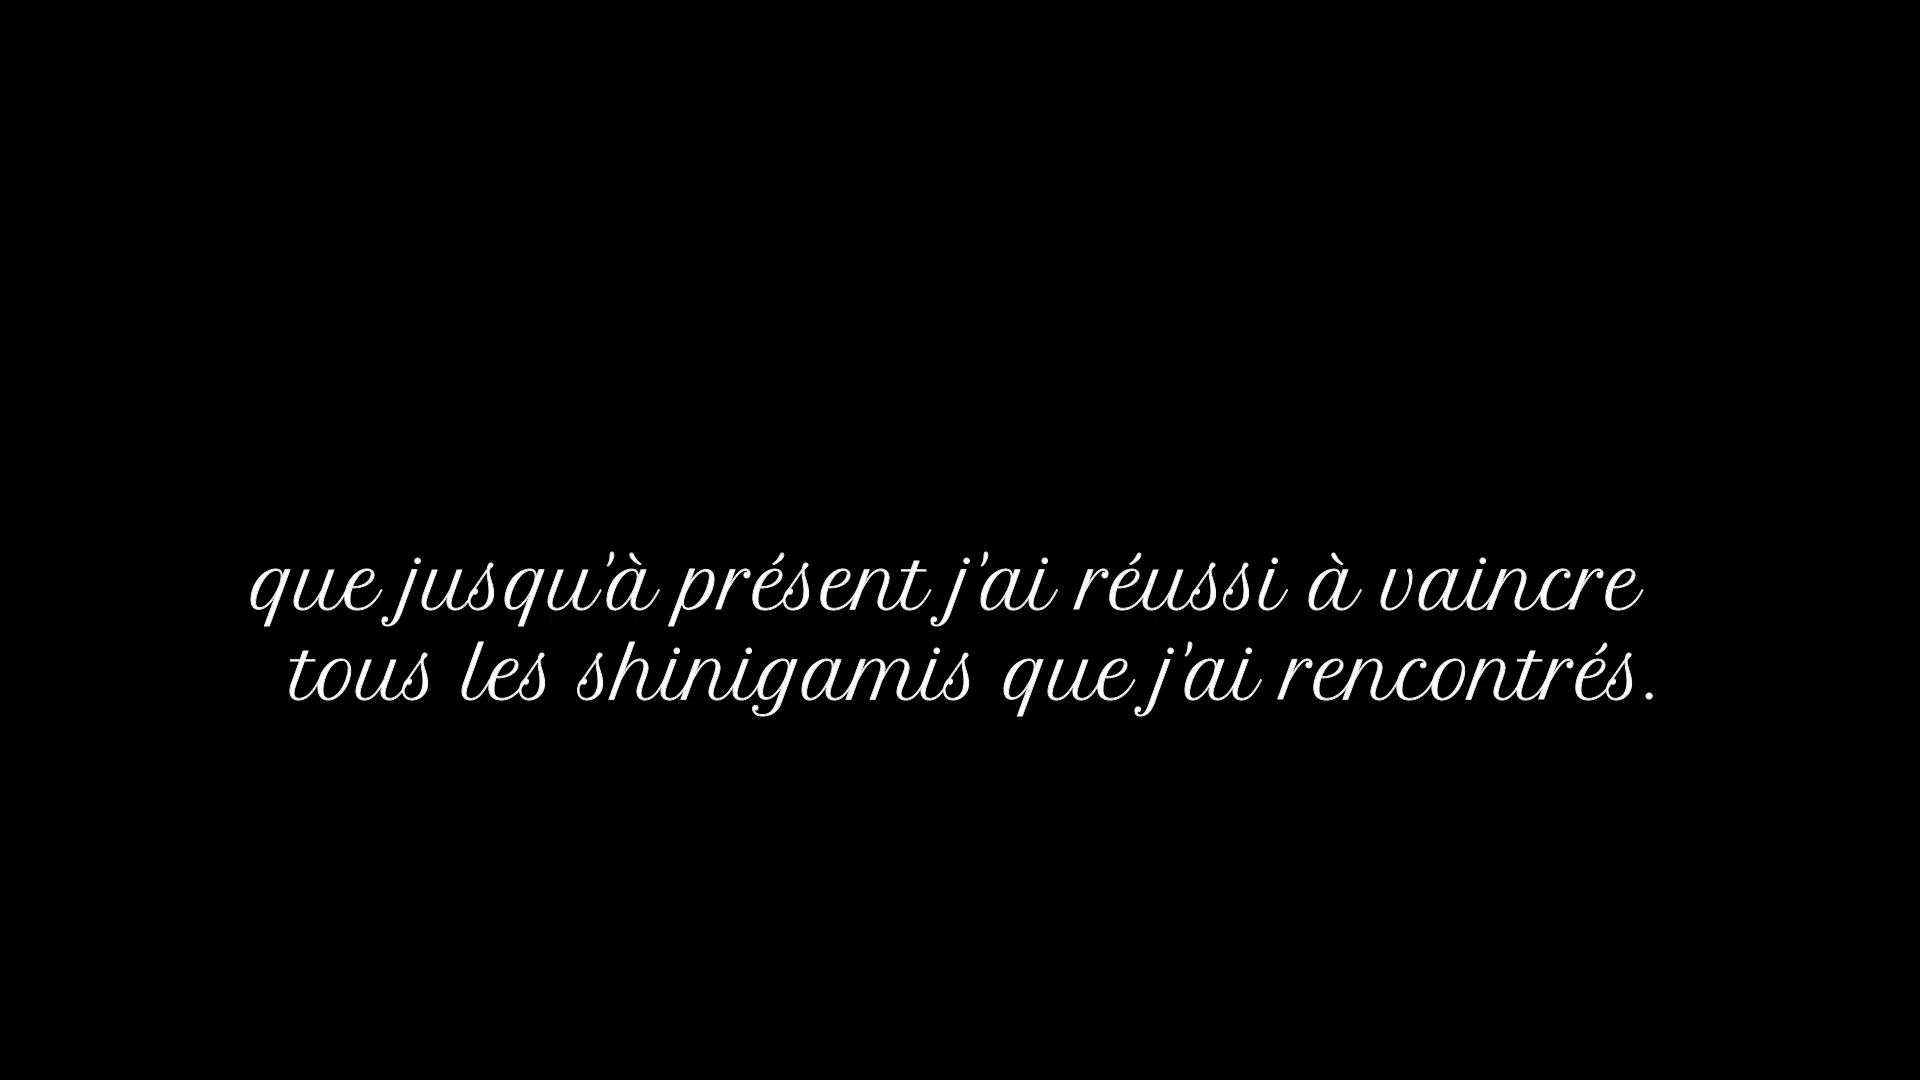 que jusqu'à présent j'ai réussi à vaincre
tous les shinigamis que j'ai rencontrés.